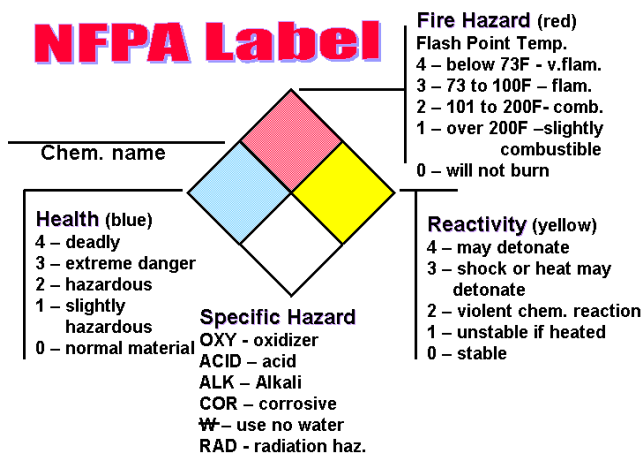 NFPA Label
Fire Hazard (red)
Flash Point Temp.
4 – below 73F - v.flam.
3 – 73 to 100F – flam.
2 – 101 to 200F- comb.
1 – over 200F –slightly
combustible
0 – will not burn
Chem. name
Health (blue)
4 – deadly
3 – extreme danger
2 – hazardous
1 – slightly
hazardous
0 – normal material
Reactivity (yellow)
4 – may detonate
3 – shock or heat may
detonate
2 – violent chem. reaction
1 – unstable if heated
0 – stable
Specific Hazard
OXY - oxidizer
ACID – acid
ALK – Alkali
COR – corrosive
W̶ – use no water
RAD - radiation haz.